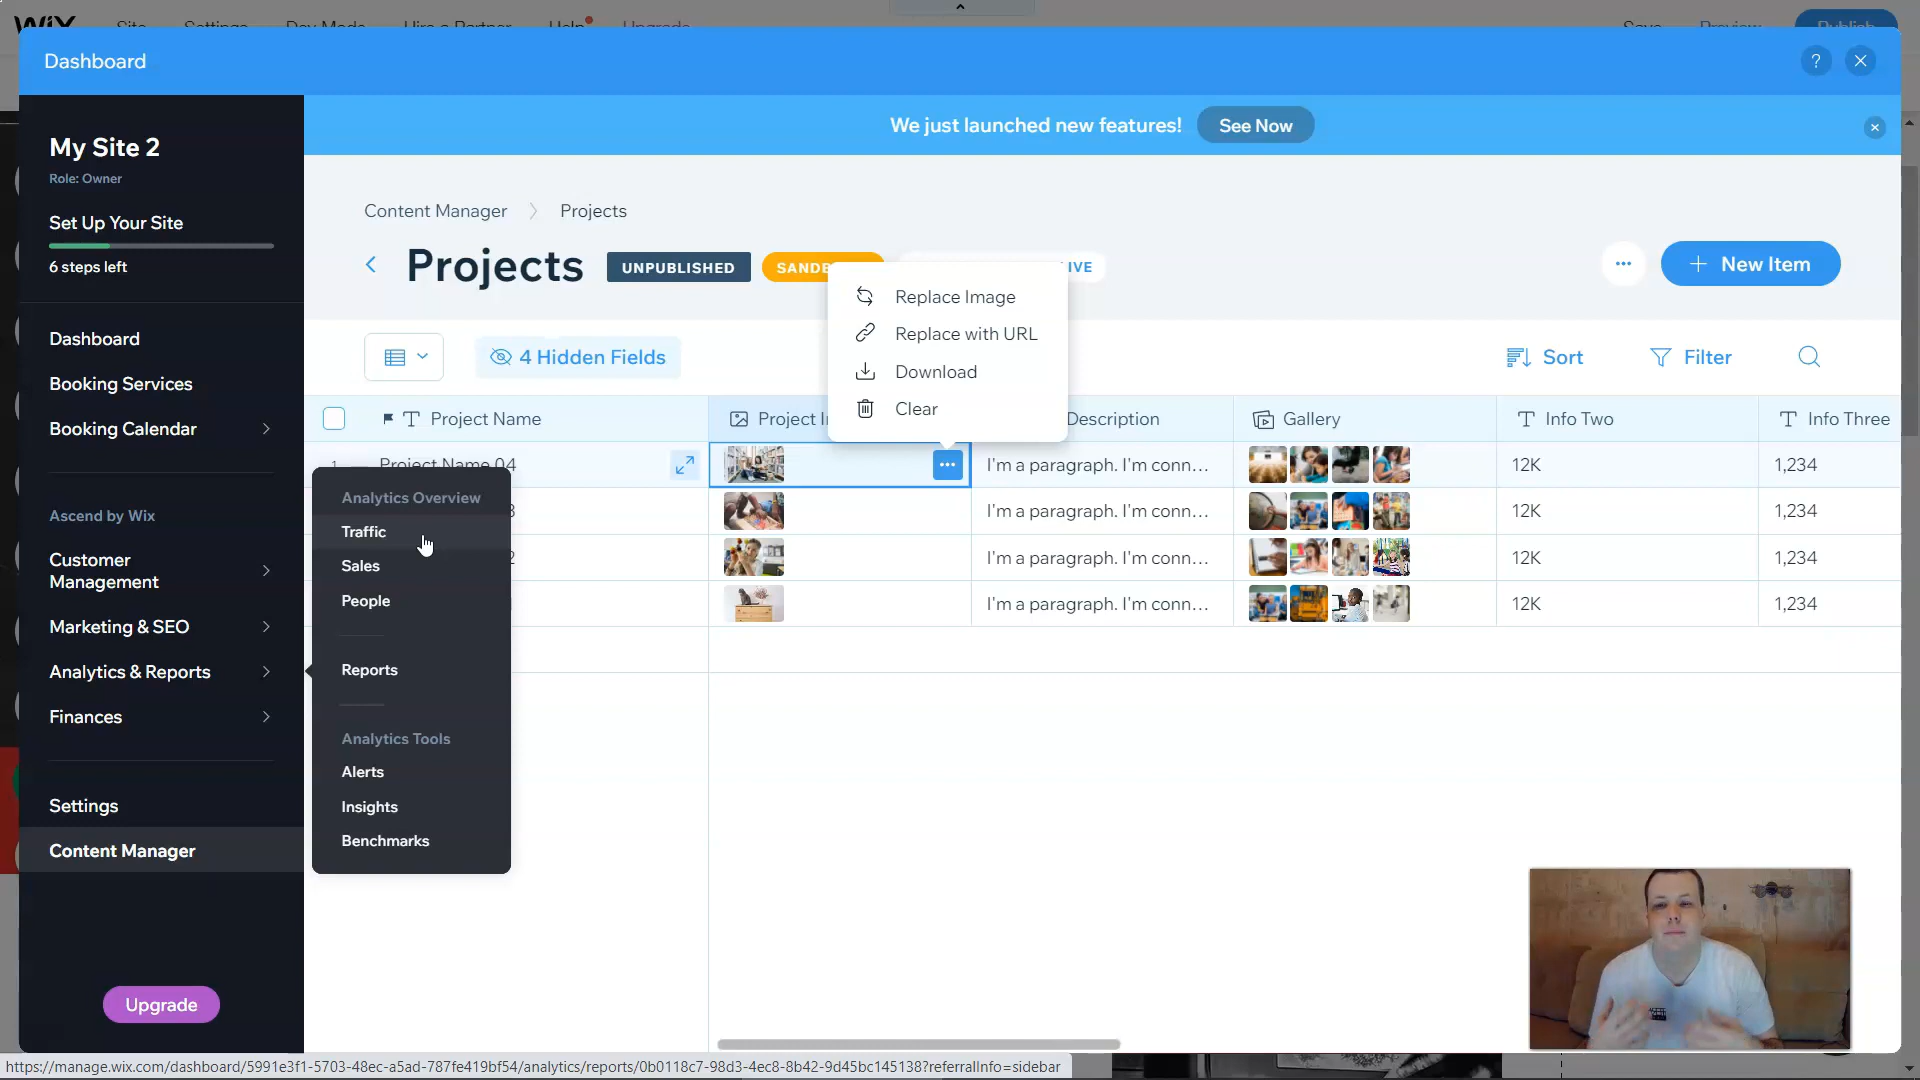 WiX Site Settings Dev Mode Hire a Partner Help Upgrade Save Preview Publish
Dashboard
?
We just launched new features! See Now
My Site 2
Role: Owner
Set Up Your Site
6 steps left
Dashboard
Booking Services
Booking Calendar
Ascend by Wix
Customer
Management
Marketing & SEO
Analytics & Reports
Finances
Settings
Content Manager
Upgrade
Content Manager Projects
Projects UNPUBLISHED SANDB IVE
... + New Item
4 Hidden Fields
Sort Filter
Replace Image
Replace with URL
Download
Clear
Project Name Project I Description Gallery Info Two Info Three
1 Project Name 04 ... I'm a paragraph. I'm conn... 12K 1,234
3 I'm a paragraph. I'm conn... 12K 1,234
2 I'm a paragraph. I'm conn... 12K 1,234
I'm a paragraph. I'm conn... 12K 1,234
Analytics Overview
Traffic
Sales
People
Reports
Analytics Tools
Alerts
Insights
Benchmarks
https://manage.wix.com/dashboard/5991e3f1-5703-48ec-a5ad-787fe419bf54/analytics/reports/0b0118c7-98d3-4ec8-8b42-9d45bc145138?referralInfo=sidebar